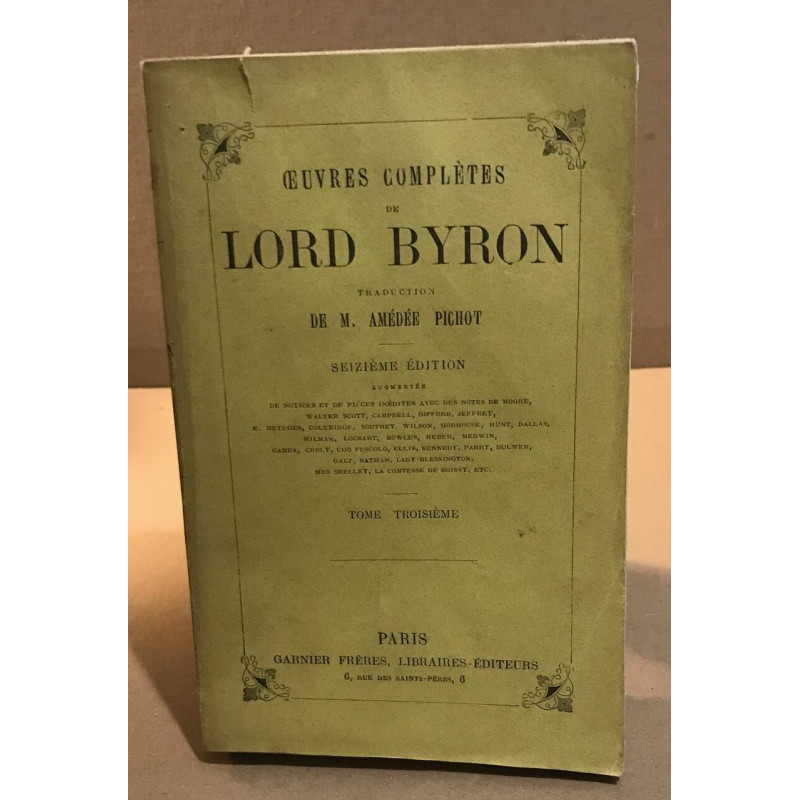 ŒUVRES COMPLÈTES
DE
LORD BYRON
TRADUCTION
DE M. AMÉDÉE PICHOT
SEIZIÈME ÉDITION
AUGMENTÉE
DE NOTICES ET DE PIÈCES INÉDITES AVEC DES NOTES DE MOORE,
WALTER SCOTT, CAMPBELL, GIFFORD, JEFFREY,
E. BRYDGES, COLERIDGE, SOUTHEY, WILSON, HOBHOUSE, HUNT, DALLAS,
MILMAN, LOCKART, BOWLES, HEBER, MEDWIN,
GAMBA, CROLY, UGO FUSCOLO, ELLIS, KENNEDY, PARRY, BULWER,
GALT, NATHAN, LADY-BLESSINGTON,
MRS SHELLEY, LA COMTESSE DE BOISSY, ETC.
TOME TROISIÈME
PARIS
GARNIER FRÈRES, LIBRAIRES-ÉDITEURS
6, RUE DES SAINTS-PÈRES, 6